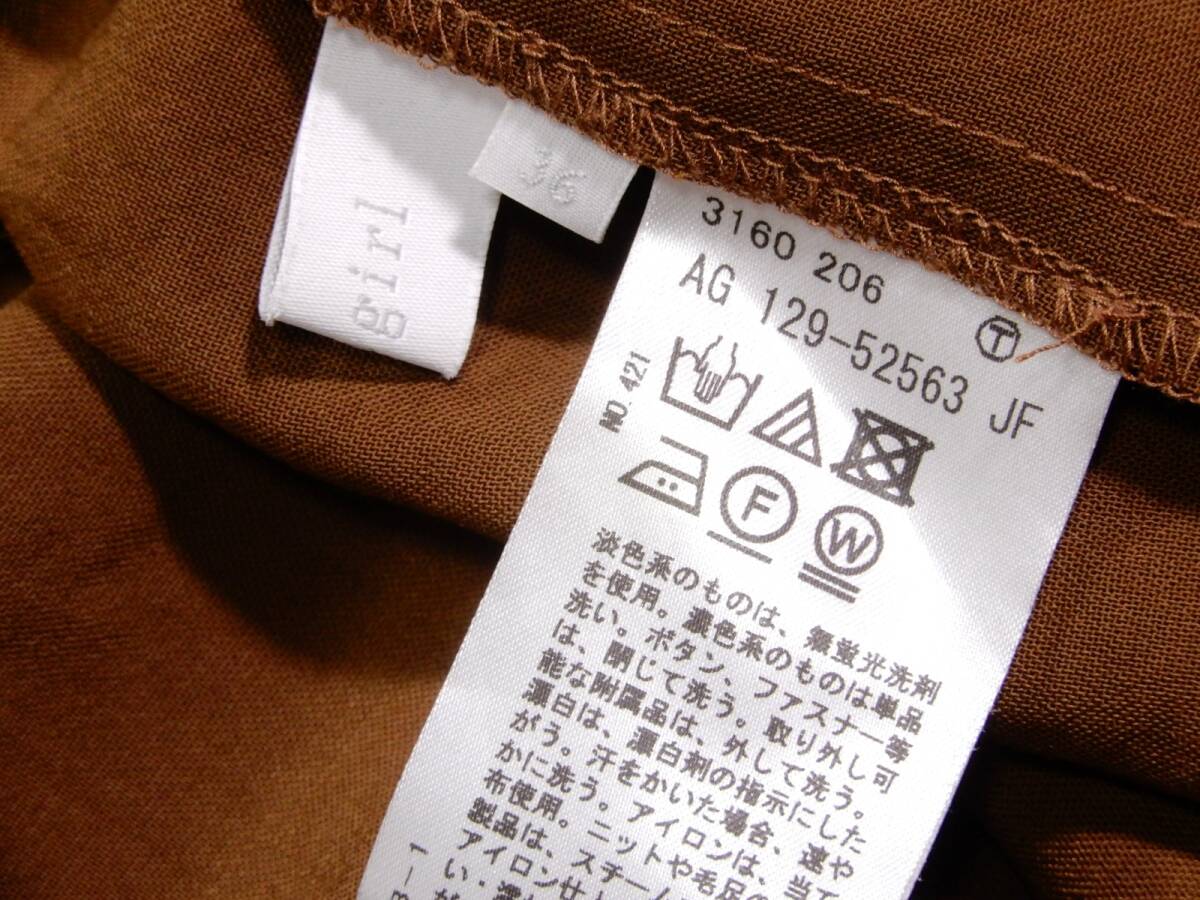 girl
36
3160 206
T
AG 129-52563 JF
NO.421
F
W
淡色系のものは、無蛍光洗剤
を使用。濃色系のものは単品
洗い。ボタン、ファスナー等
は、閉じて洗う。取り外し可
能な附属品は、外して洗う。
漂白は、漂白剤の指示にした
がう。汗をかいた場合、速や
かに洗う。アイロンは、当て
布使用。ニットや毛足の
製品は、スチーム
アイロン仕
い・濃
が